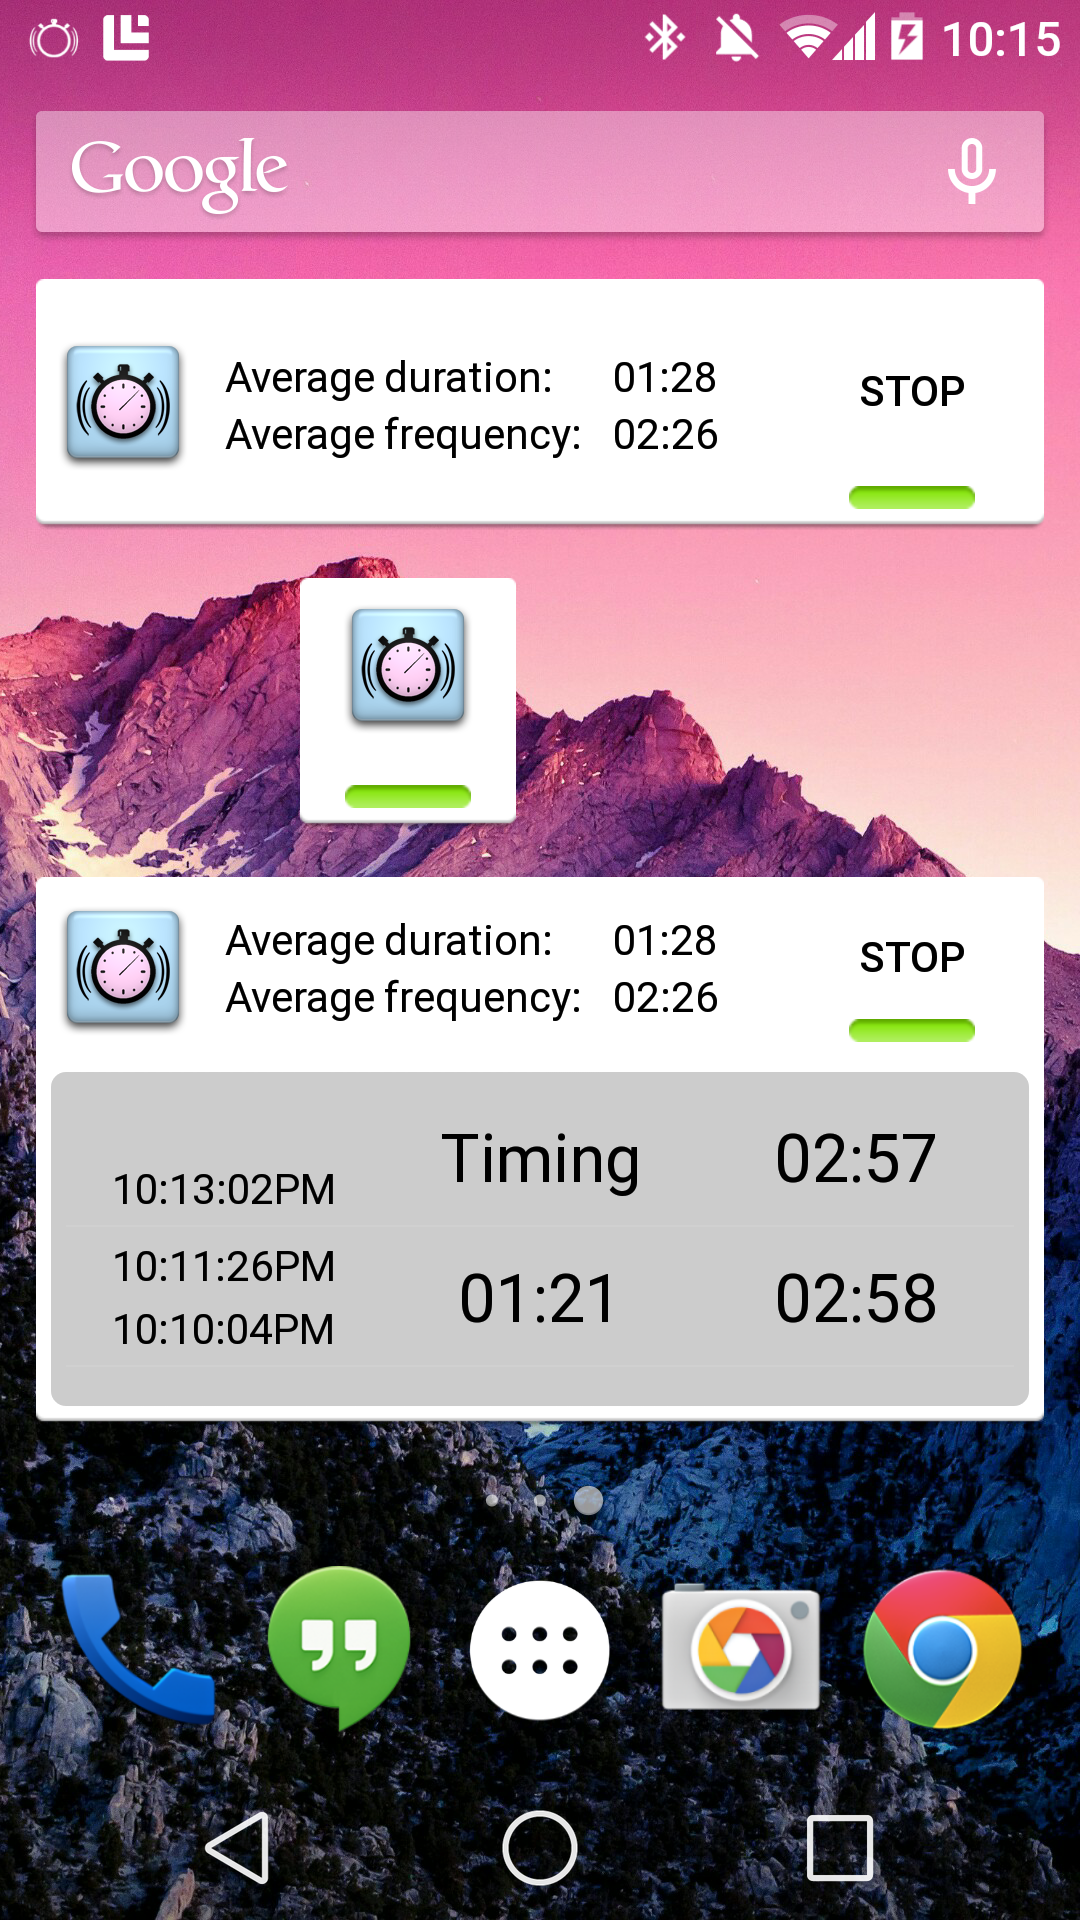 10:15
Google
Average duration: 01:28
Average frequency: 02:26
STOP
Average duration: 01:28
Average frequency: 02:26
STOP
10:13:02PM
Timing
02:57
10:11:26PM
10:10:04PM
01:21
02:58